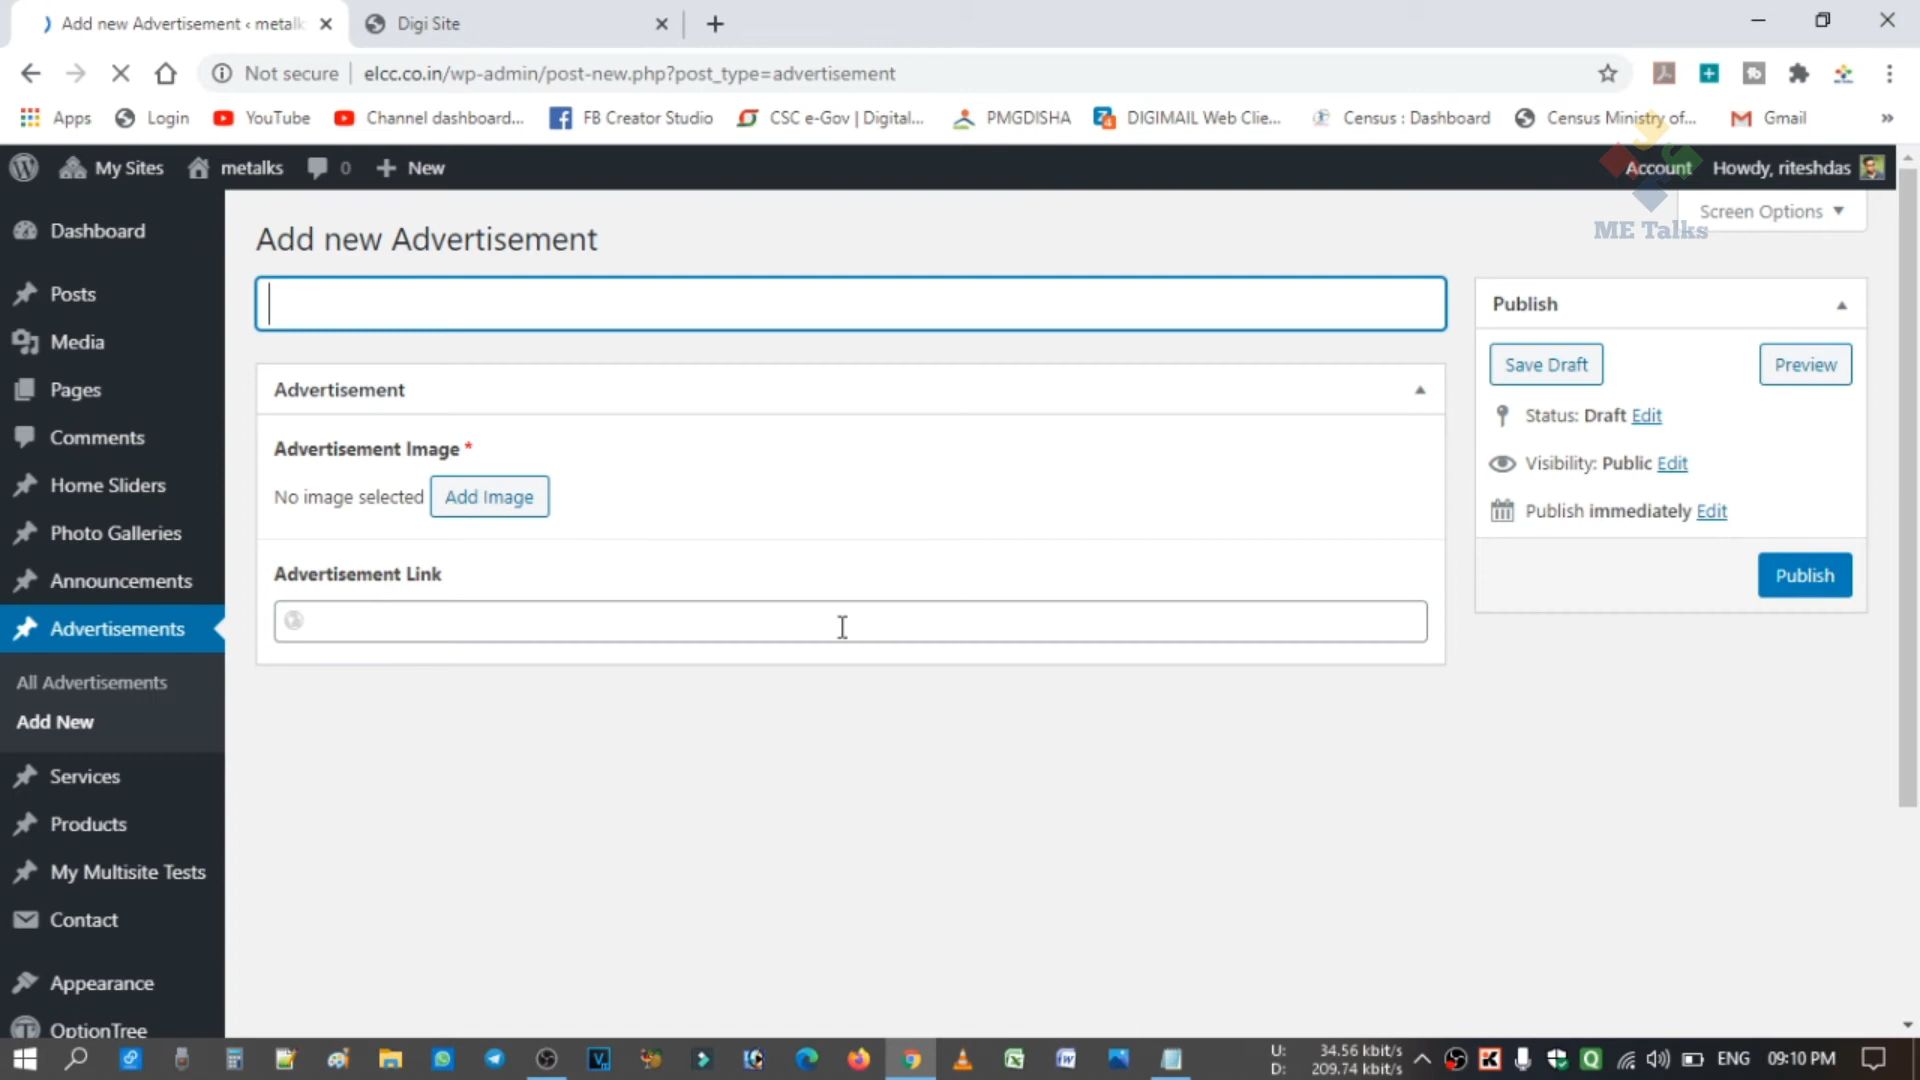 Add new Advertisement ‹ metalk
Digi Site
Not secure
elcc.co.in/wp-admin/post-new.php?post_type=advertisement
Apps
Login
YouTube
Channel dashboard...
FB Creator Studio
CSC e-Gov | Digital...
PMGDISHA
DIGIMAIL Web Clie...
Census : Dashboard
Census Ministry of...
Gmail
»
My Sites
metalks
0
New
Account
Howdy, riteshdas
Screen Options
ME Talks
Dashboard
Posts
Media
Pages
Comments
Home Sliders
Photo Galleries
Announcements
Advertisements
All Advertisements
Add New
Services
Products
My Multisite Tests
Contact
Appearance
OptionTree
Add new Advertisement
Advertisement
Advertisement Image *
No image selected
Add Image
Advertisement Link
Publish
Save Draft
Preview
Status: Draft Edit
Visibility: Public Edit
Publish immediately Edit
Publish
U: 34.56 kbit/s
D: 209.74 kbit/s
ENG
09:10 PM